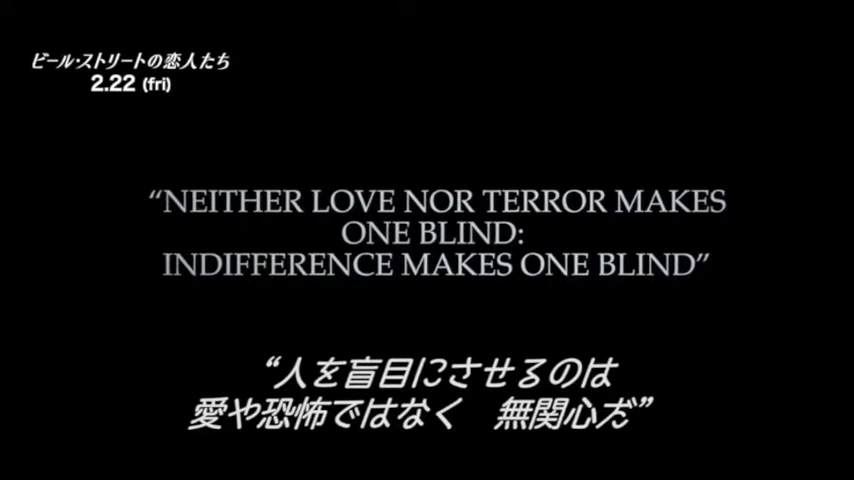 ビール・ストリートの恋人たち
2.22 (fri)
“NEITHER LOVE NOR TERROR MAKES
ONE BLIND:
INDIFFERENCE MAKES ONE BLIND”
“人を盲目にさせるのは
愛や恐怖ではなく　無関心だ”